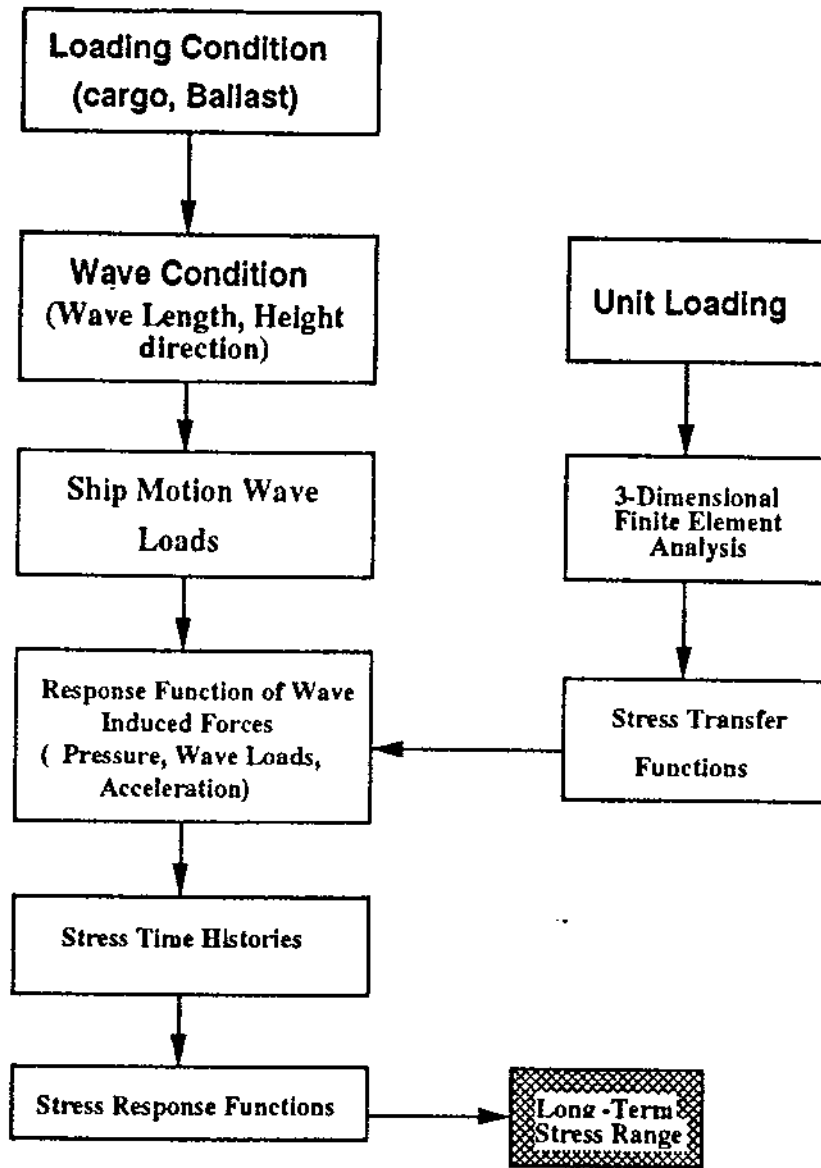 Loading Condition
(cargo, Ballast)
Wave Condition
(Wave Length, Height
direction)
Unit Loading
Ship Motion Wave
Loads
3-Dimensional
Finite Element
Analysis
Response Function of Wave
Induced Forces
( Pressure, Wave Loads,
Acceleration)
Stress Transfer
Functions
Stress Time Histories
Stress Response Functions
Long -Term
Stress Range